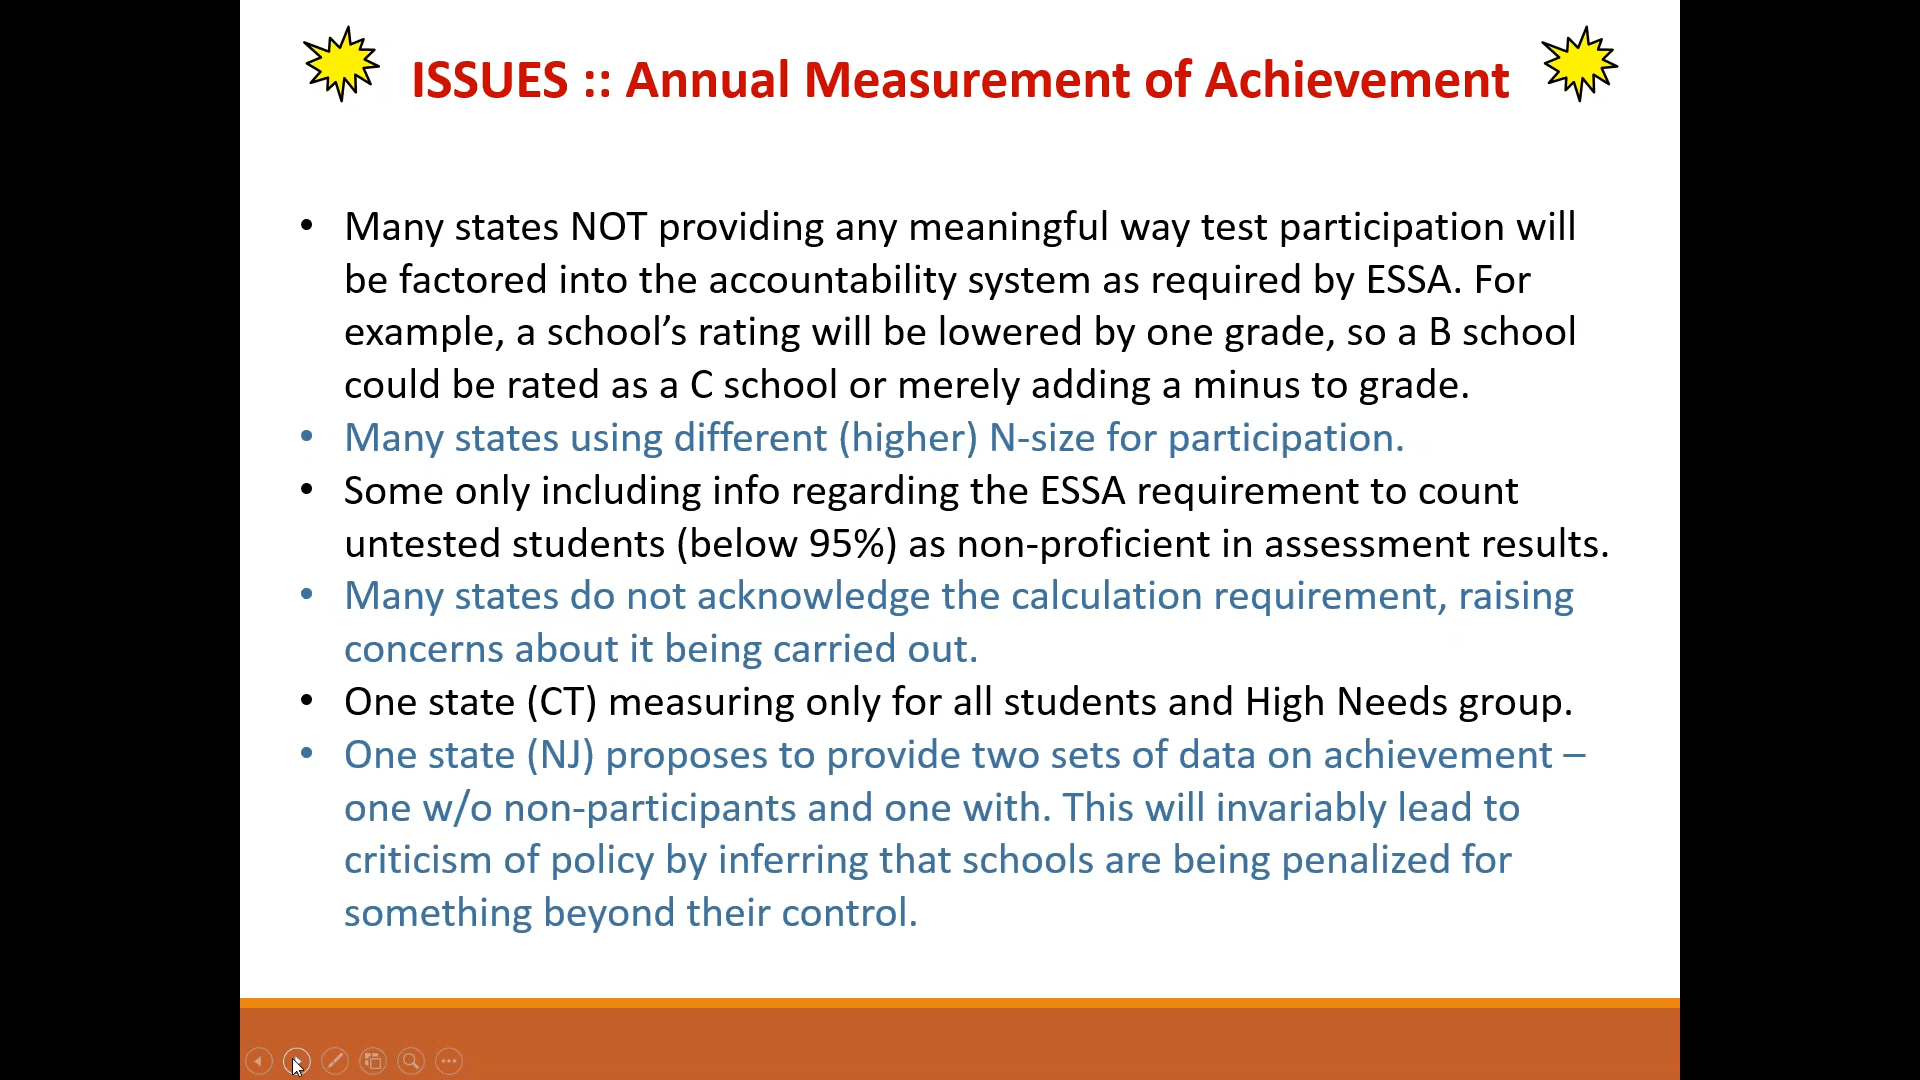 ISSUES :: Annual Measurement of Achievement
• Many states NOT providing any meaningful way test participation will
be factored into the accountability system as required by ESSA. For
example, a school’s rating will be lowered by one grade, so a B school
could be rated as a C school or merely adding a minus to grade.
• Many states using different (higher) N-size for participation.
• Some only including info regarding the ESSA requirement to count
untested students (below 95%) as non-proficient in assessment results.
• Many states do not acknowledge the calculation requirement, raising
concerns about it being carried out.
• One state (CT) measuring only for all students and High Needs group.
• One state (NJ) proposes to provide two sets of data on achievement –
one w/o non-participants and one with. This will invariably lead to
criticism of policy by inferring that schools are being penalized for
something beyond their control.